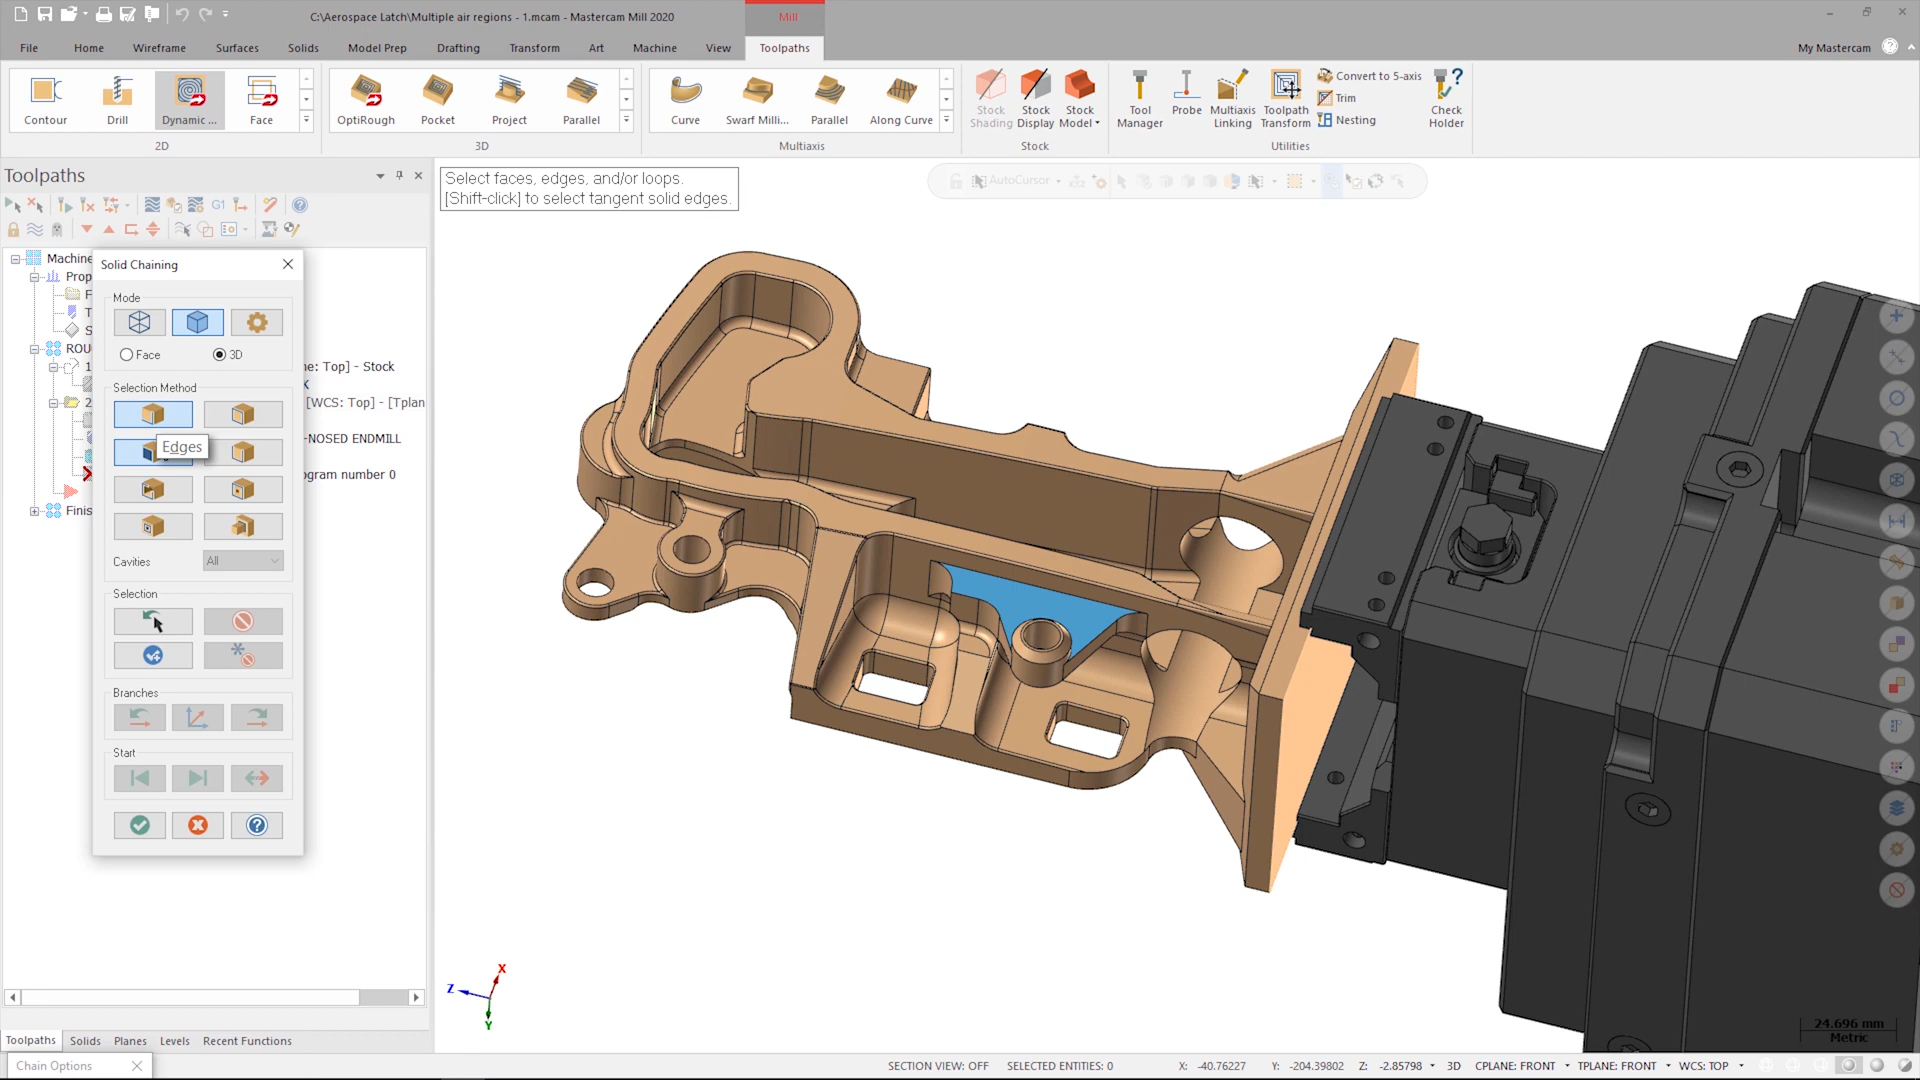 C:\Aerospace Latch\Multiple air regions - 1.mcam - Mastercam Mill 2020
Mill
File
Home
Wireframe
Surfaces
Solids
Model Prep
Drafting
Transform
Art
Machine
View
Toolpaths
My Mastercam
Contour
Drill
Dynamic ...
Face
2D
OptiRough
Pocket
Project
Parallel
3D
Curve
Swarf Milli...
Parallel
Along Curve
Multiaxis
Stock Shading
Stock Display
Stock Model
Stock
Tool Manager
Probe
Multiaxis Linking
Toolpath Transform
Convert to 5-axis
Trim
Nesting
Check Holder
Utilities
Toolpaths
G1
Select faces, edges, and/or loops.
[Shift-click] to select tangent solid edges.
AutoCursor
Machine
Prop
F
T
S
ROU
1
ne: Top] - Stock
K
2
[WCS: Top] - [Tplan
-NOSED ENDMILL
ogram number 0
Finis
Solid Chaining
Mode
Face
3D
Selection Method
Edges
Cavities
All
Selection
Branches
Start
X
Z
Y
24.696 mm
Metric
Toolpaths
Solids
Planes
Levels
Recent Functions
Chain Options
SECTION VIEW: OFF
SELECTED ENTITIES: 0
X: -40.76227
Y: -204.39802
Z: -2.85798
3D
CPLANE: FRONT
TPLANE: FRONT
WCS: TOP